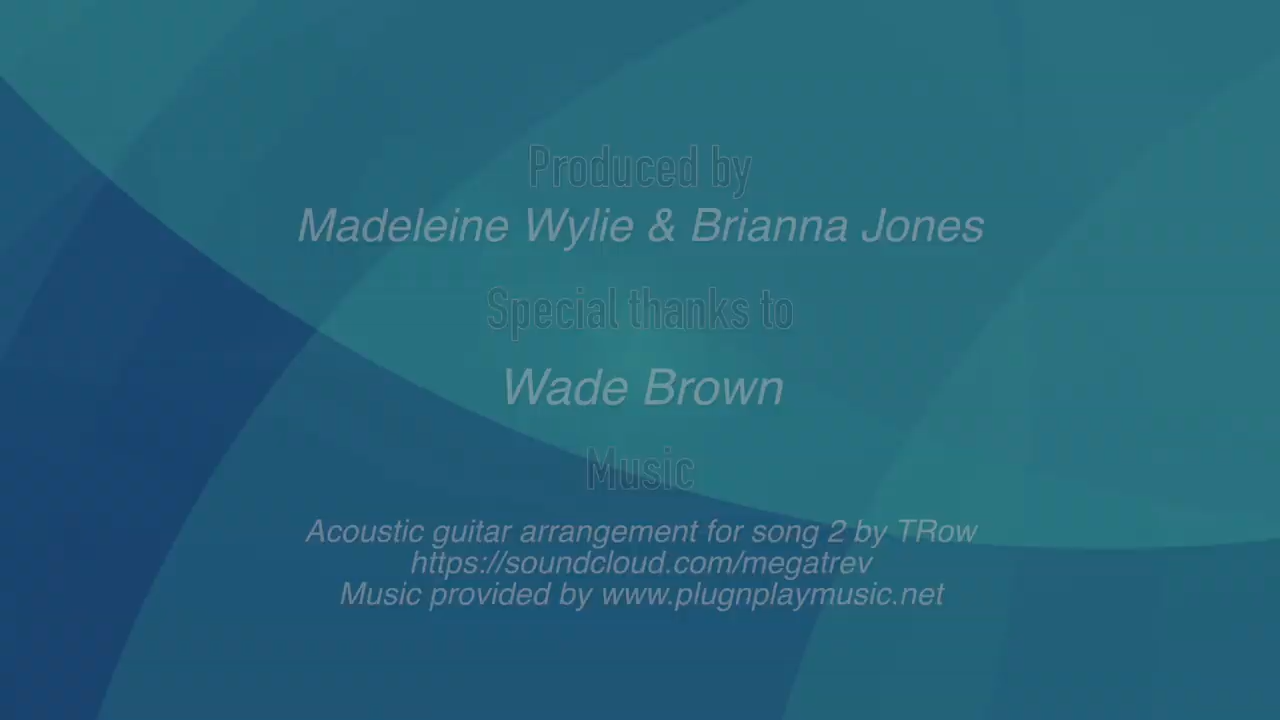 Produced by
Madeleine Wylie & Brianna Jones
Special thanks to
Wade Brown
Music
Acoustic guitar arrangement for song 2 by TRow
https://soundcloud.com/megatrev
Music provided by www.plugnplaymusic.net